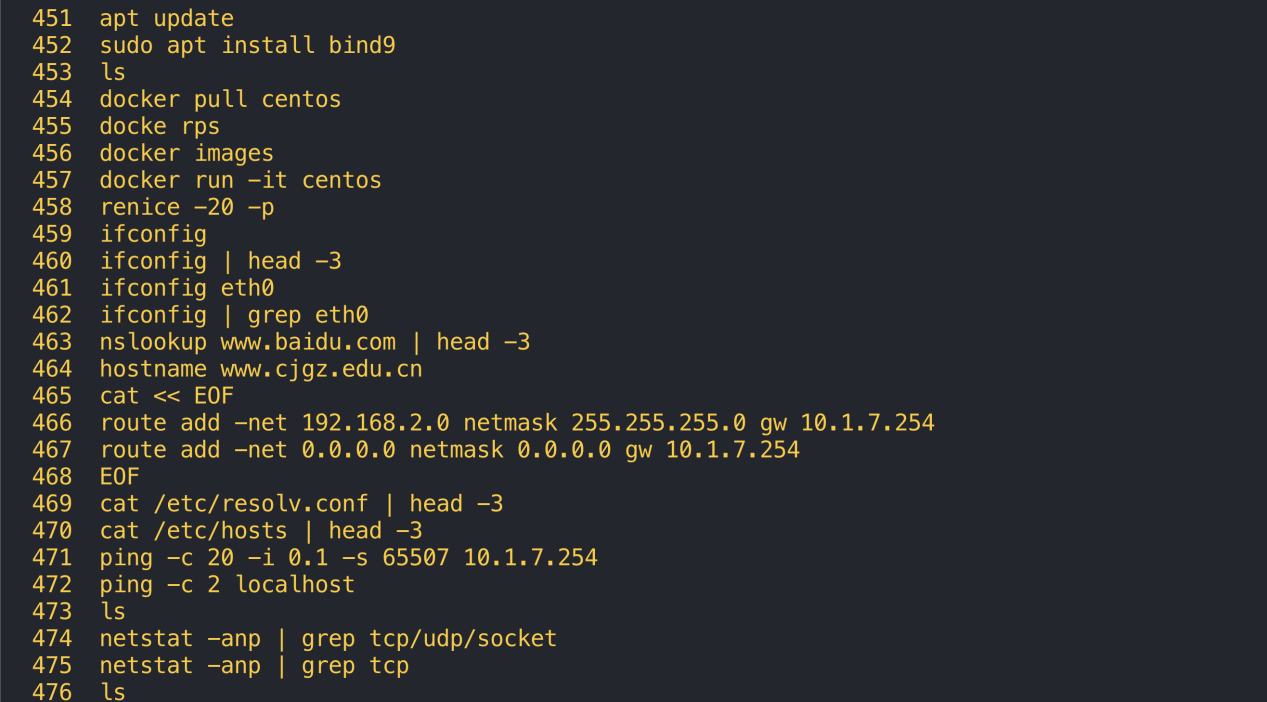 451 apt update
452 sudo apt install bind9
453 ls
454 docker pull centos
455 docke rps
456 docker images
457 docker run -it centos
458 renice -20 -p
459 ifconfig
460 ifconfig | head -3
461 ifconfig eth0
462 ifconfig | grep eth0
463 nslookup www.baidu.com | head -3
464 hostname www.cjgz.edu.cn
465 cat << EOF
466 route add -net 192.168.2.0 netmask 255.255.255.0 gw 10.1.7.254
467 route add -net 0.0.0.0 netmask 0.0.0.0 gw 10.1.7.254
468 EOF
469 cat /etc/resolv.conf | head -3
470 cat /etc/hosts | head -3
471 ping -c 20 -i 0.1 -s 65507 10.1.7.254
472 ping -c 2 localhost
473 ls
474 netstat -anp | grep tcp/udp/socket
475 netstat -anp | grep tcp
476 ls